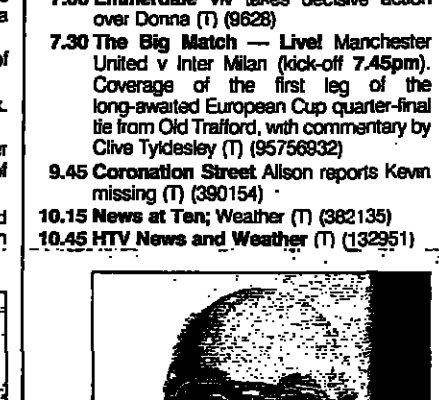 7.00 Emmerdale Viv takes decisive action
over Donna (T) (9628)
7.30 The Big Match — Live! Manchester
United v Inter Milan (kick-off 7.45pm).
Coverage of the first leg of the
long-awaited European Cup quarter-final
tie from Old Trafford, with commentary by
Clive Tyldesley (T) (95756932)
9.45 Coronation Street Alison reports Kevin
missing (T) (390154)
10.15 News at Ten; Weather (T) (382135)
10.45 HTV News and Weather (T) (132951)